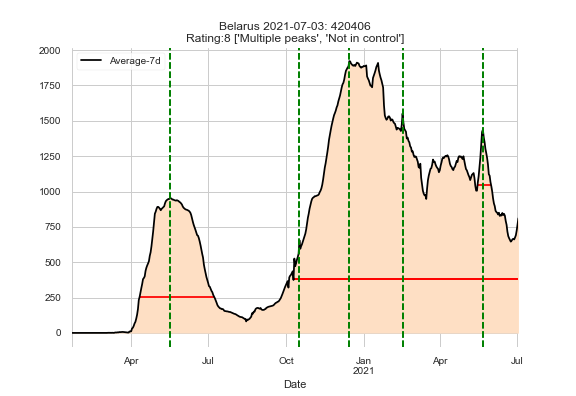 Belarus 2021-07-03: 420406
Rating:8 ['Multiple peaks', 'Not in control']
Average-7d
2000
1750
1500
1250
1000
750
500
250
0
Apr
Jul
Oct
Jan
2021
Apr
Jul
Date